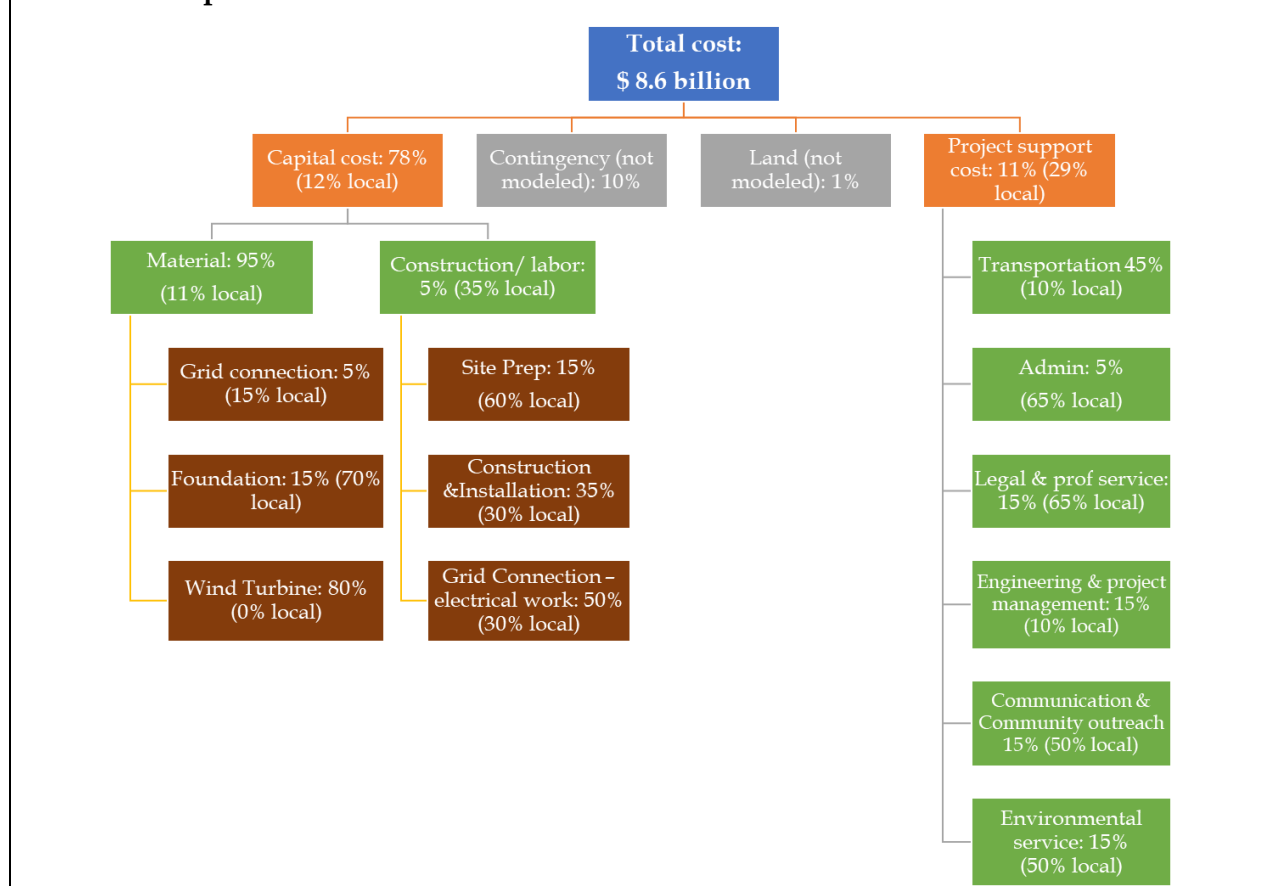 Total cost:
$ 8.6 billion
Capital cost: 78%
(12% local)
Contingency (not
modeled): 10%
Land (not
modeled): 1%
Project support
cost: 11% (29%
local)
Material: 95%
(11% local)
Construction/ labor:
5% (35% local)
Transportation 45%
(10% local)
Grid connection: 5%
(15% local)
Site Prep: 15%
(60% local)
Admin: 5%
(65% local)
Foundation: 15% (70%
local)
Construction
&Installation: 35%
(30% local)
Legal & prof service:
15% (65% local)
Wind Turbine: 80%
(0% local)
Grid Connection –
electrical work: 50%
(30% local)
Engineering & project
management: 15%
(10% local)
Communication &
Community outreach
15% (50% local)
Environmental
service: 15%
(50% local)